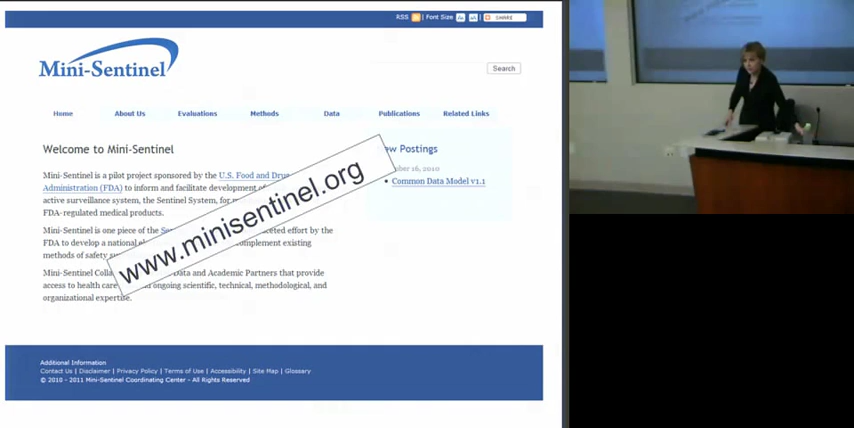 RSS | Font Size |
Mini-Sentinel
Search
Home About Us Evaluations Methods Data Publications Related Links
Welcome to Mini-Sentinel
Mini-Sentinel is a pilot project sponsored by the U.S. Food and Drug
Administration (FDA) to inform and facilitate development of
active surveillance system, the Sentinel System, for
FDA-regulated medical products.
Mini-Sentinel is one piece of the effort by the
FDA to develop a national complement existing
methods of safety
Mini-Sentinel Data and Academic Partners that provide
access to health care ongoing scientific, technical, methodological, and
organizational expertise.
www.minisentinel.org
ew Postings
ber 16, 2010
• Common Data Model v1.1
Additional Information
Contact Us | Disclaimer | Privacy Policy | Terms of Use | Accessibility | Site Map | Glossary
© 2010 - 2011 Mini-Sentinel Coordinating Center - All Rights Reserved